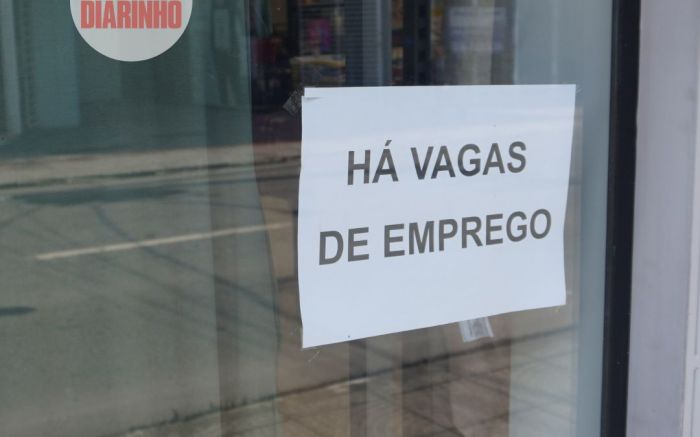 DIARINHO
HÁ VAGAS
DE EMPREGO